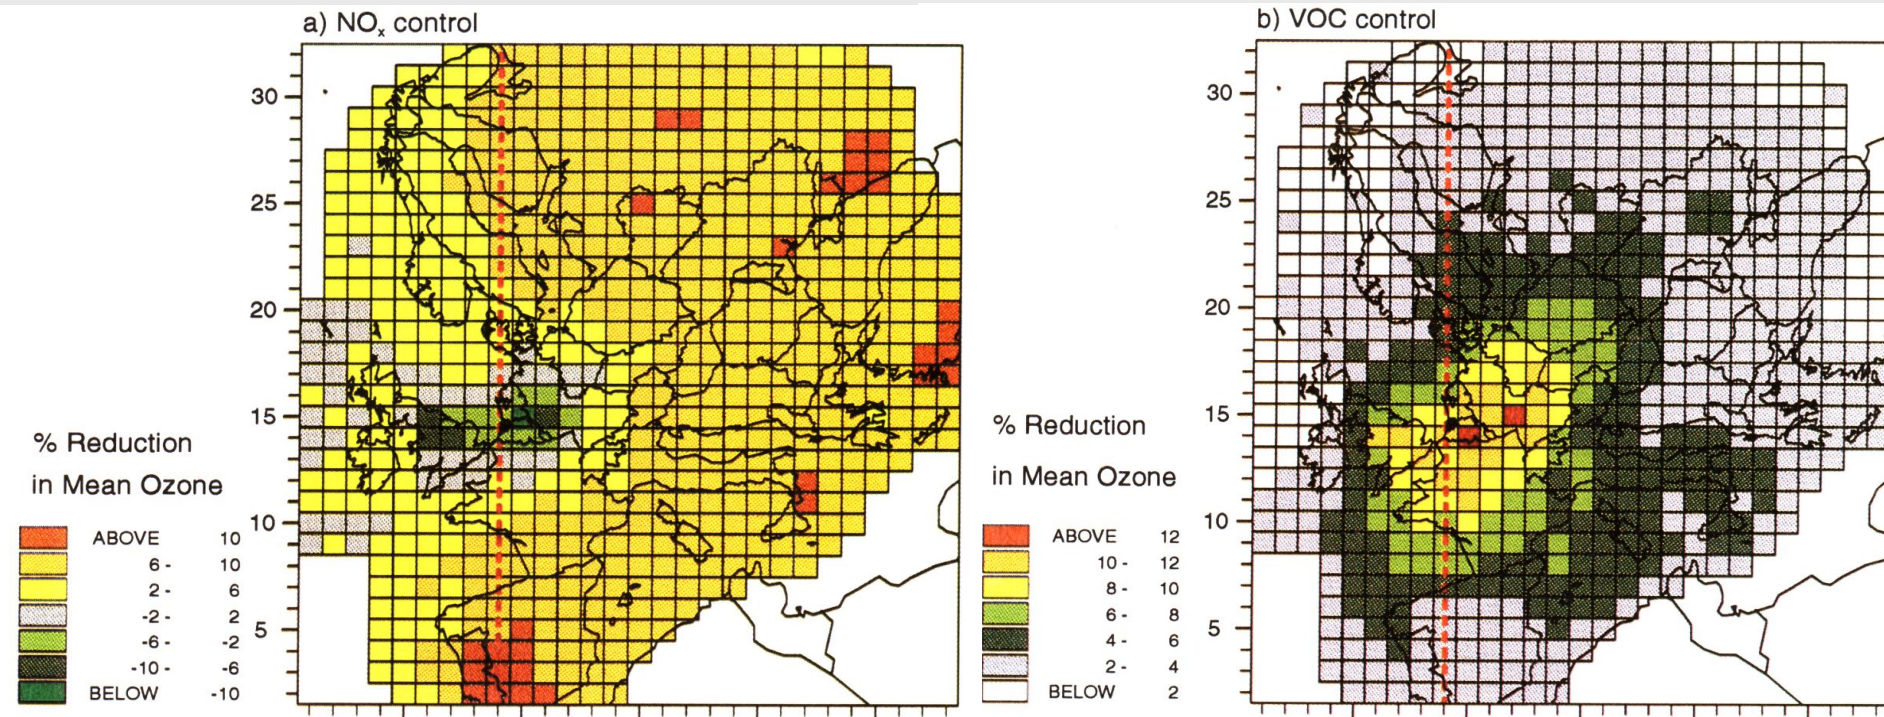 a) NOx control
30
25
20
15
10
5
% Reduction
in Mean Ozone
ABOVE 10
6 - 10
2 - 6
-2 - 2
-6 - -2
-10 - -6
BELOW -10
b) VOC control
30
25
20
15
10
5
% Reduction
in Mean Ozone
ABOVE 12
10 - 12
8 - 10
6 - 8
4 - 6
2 - 4
BELOW 2